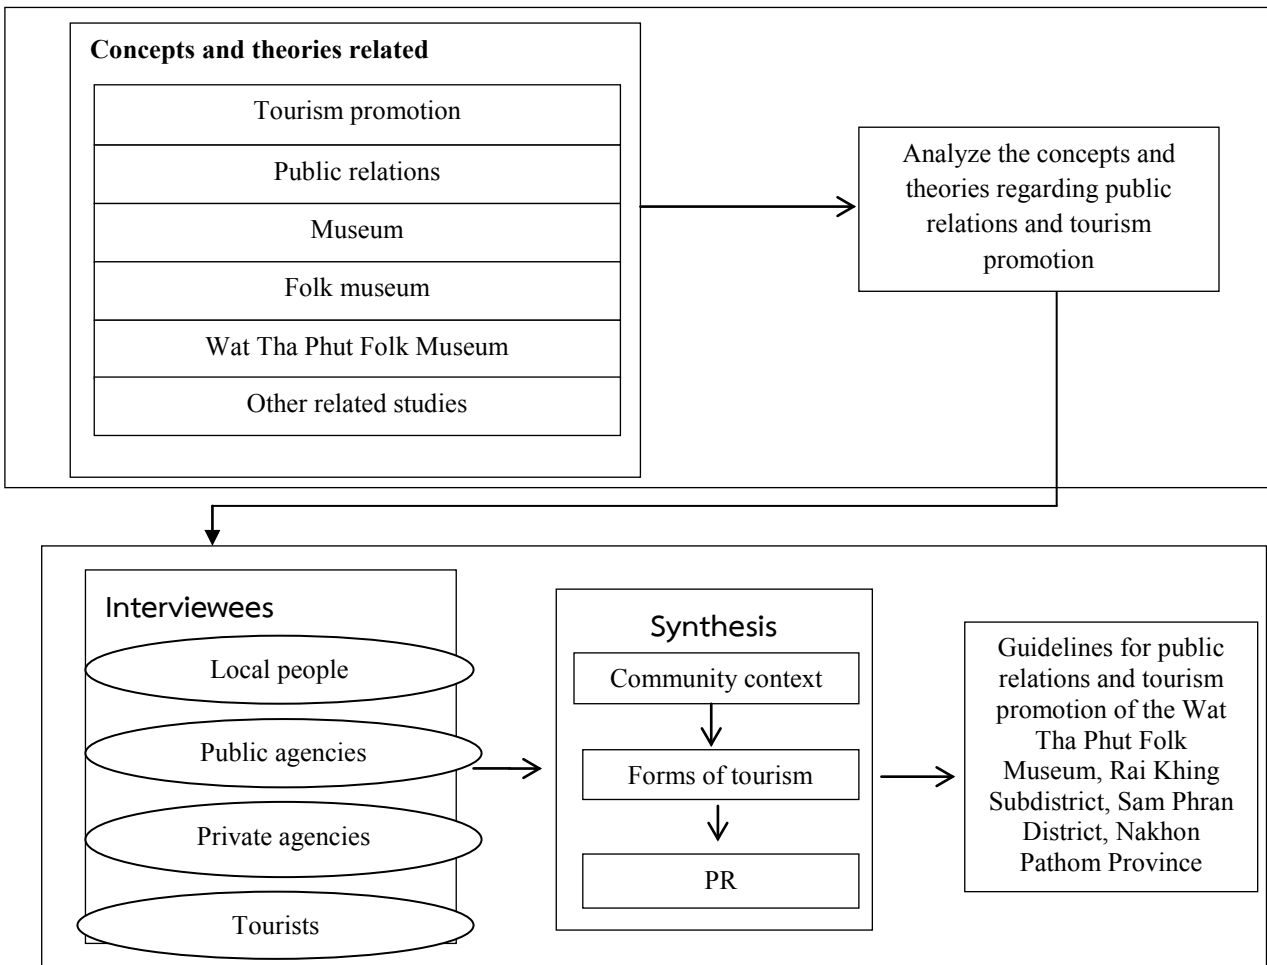 Concepts and theories related
Tourism promotion
Public relations
Museum
Folk museum
Wat Tha Phut Folk Museum
Other related studies
Analyze the concepts and
theories regarding public
relations and tourism
promotion
Interviewees
Local people
Public agencies
Private agencies
Tourists
Synthesis
Community context
Forms of tourism
PR
Guidelines for public
relations and tourism
promotion of the Wat
Tha Phut Folk
Museum, Rai Khing
Subdistrict, Sam Phran
District, Nakhon
Pathom Province